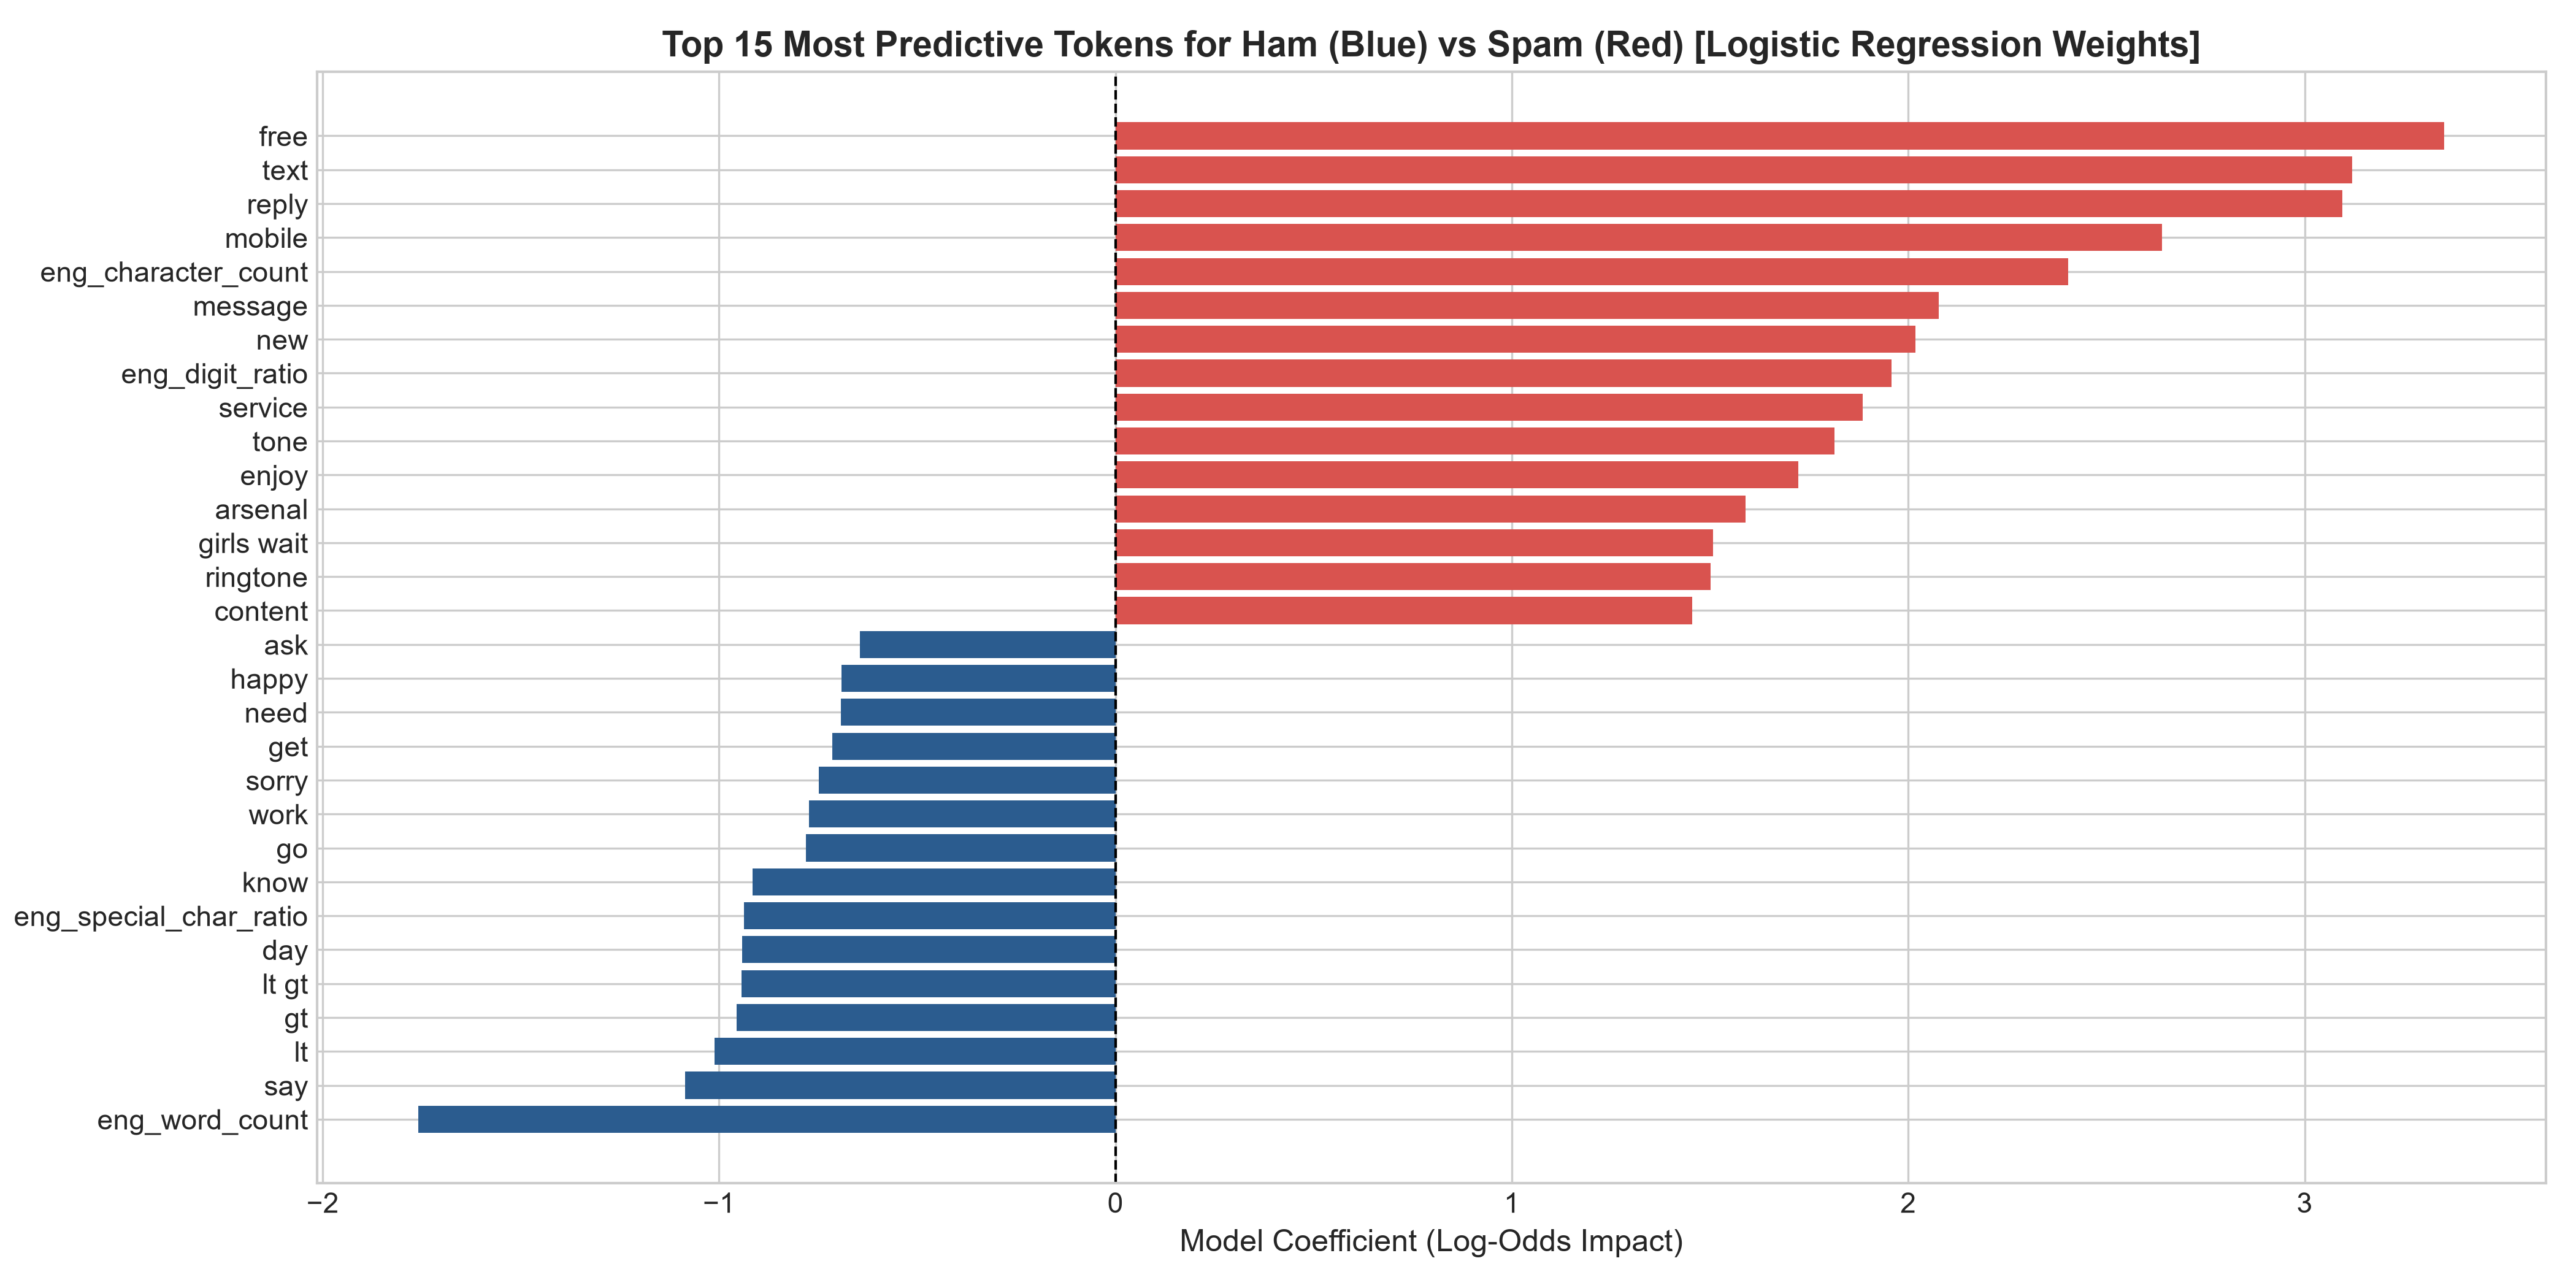 Top 15 Most Predictive Tokens for Ham (Blue) vs Spam (Red) [Logistic Regression Weights]
free
text
reply
mobile
eng_character_count
message
new
eng_digit_ratio
service
tone
enjoy
arsenal
girls wait
ringtone
content
ask
happy
need
get
sorry
work
go
know
eng_special_char_ratio
day
lt gt
gt
lt
say
eng_word_count
−2 −1 0 1 2 3
Model Coefficient (Log-Odds Impact)